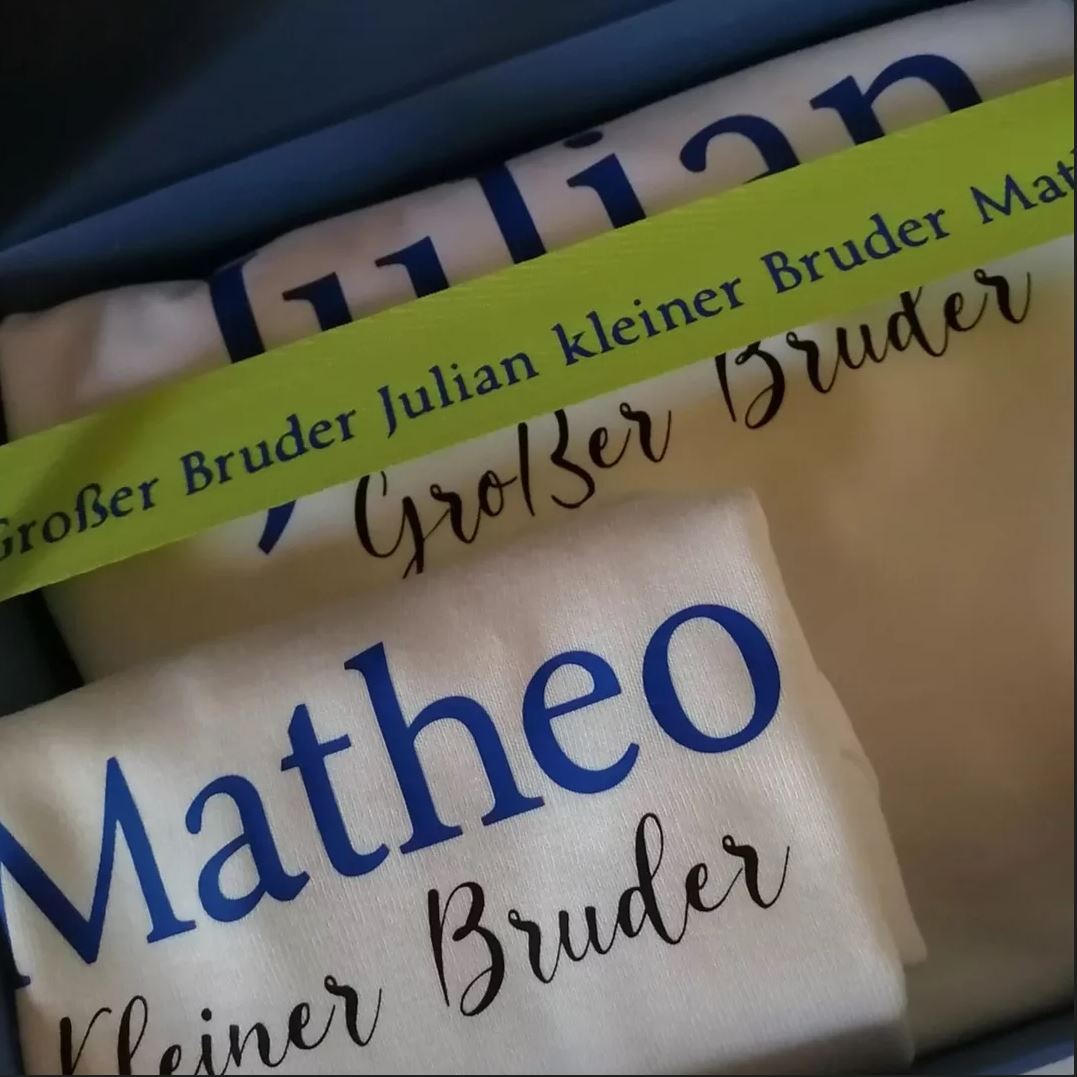 Julian
Großer Bruder Julian kleiner Bruder Mat
Großer Bruder
Matheo
Kleiner Bruder